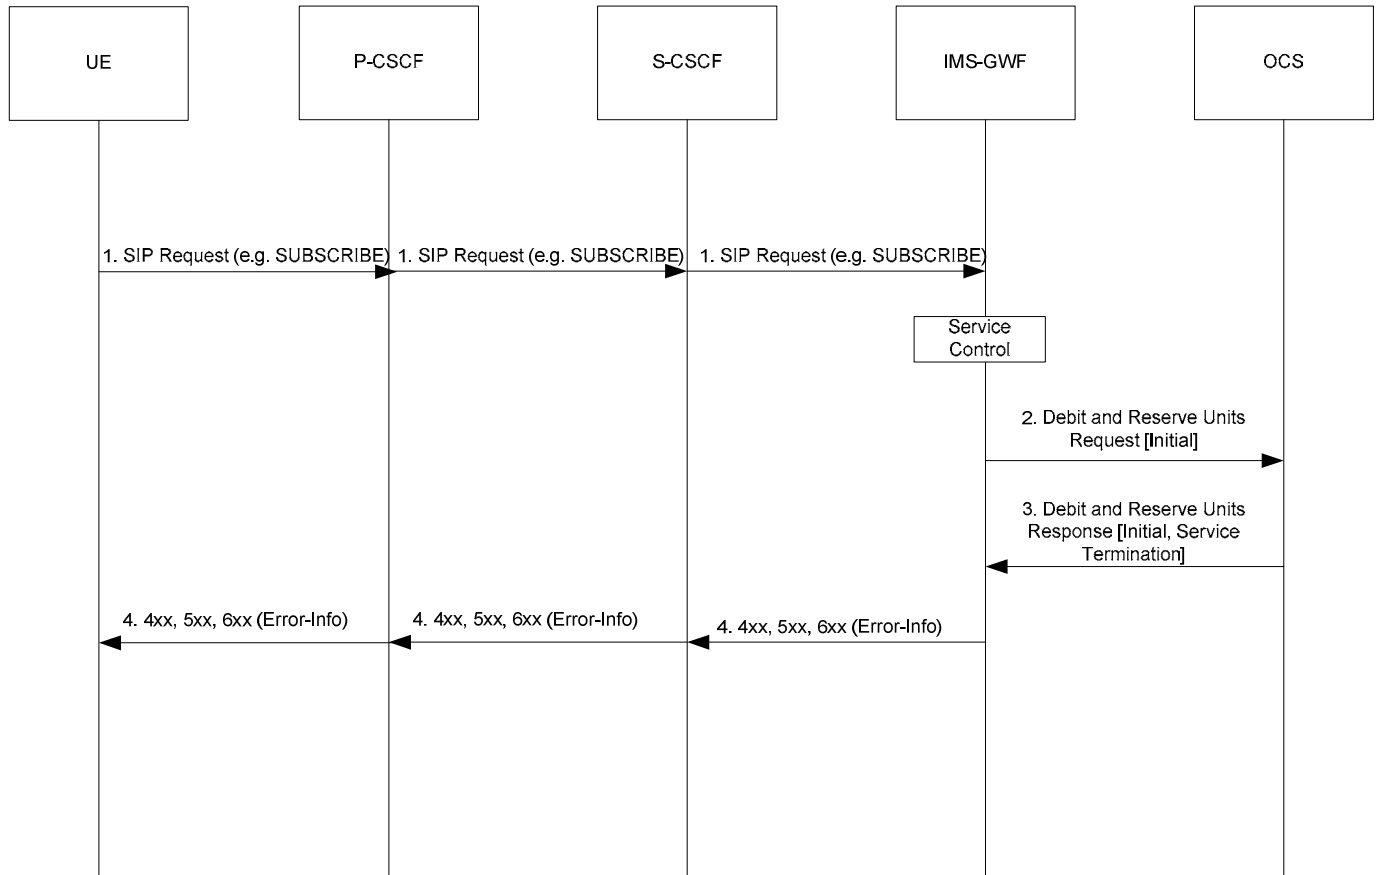 UE
P-CSCF
S-CSCF
IMS-GWF
OCS
1. SIP Request (e.g. SUBSCRIBE)
1. SIP Request (e.g. SUBSCRIBE)
1. SIP Request (e.g. SUBSCRIBE)
Service
Control
2. Debit and Reserve Units
Request [Initial]
3. Debit and Reserve Units
Response [Initial, Service
Termination]
4. 4xx, 5xx, 6xx (Error-Info)
4. 4xx, 5xx, 6xx (Error-Info)
4. 4xx, 5xx, 6xx (Error-Info)